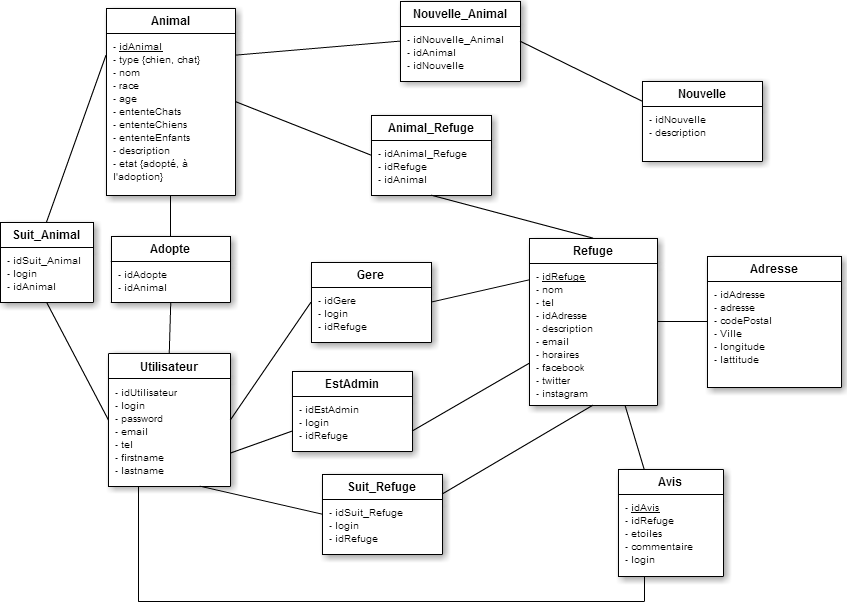 Animal
- idAnimal
- type {chien, chat}
- nom
- race
- age
- ententeChats
- ententeChiens
- ententeEnfants
- description
- etat {adopté, à
l'adoption}
Nouvelle_Animal
- idNouvelle_Animal
- idAnimal
- idNouvelle
Nouvelle
- idNouvelle
- description
Animal_Refuge
- idAnimal_Refuge
- idRefuge
- idAnimal
Suit_Animal
- idSuit_Animal
- login
- idAnimal
Adopte
- idAdopte
- idAnimal
Gere
- idGere
- login
- idRefuge
Refuge
- idRefuge
- nom
- tel
- idAdresse
- description
- email
- horaires
- facebook
- twitter
- instagram
Adresse
- idAdresse
- adresse
- codePostal
- Ville
- longitude
- lattitude
Utilisateur
- idUtilisateur
- login
- password
- email
- tel
- firstname
- lastname
EstAdmin
- idEstAdmin
- login
- idRefuge
Suit_Refuge
- idSuit_Refuge
- login
- idRefuge
Avis
- idAvis
- idRefuge
- etoiles
- commentaire
- login